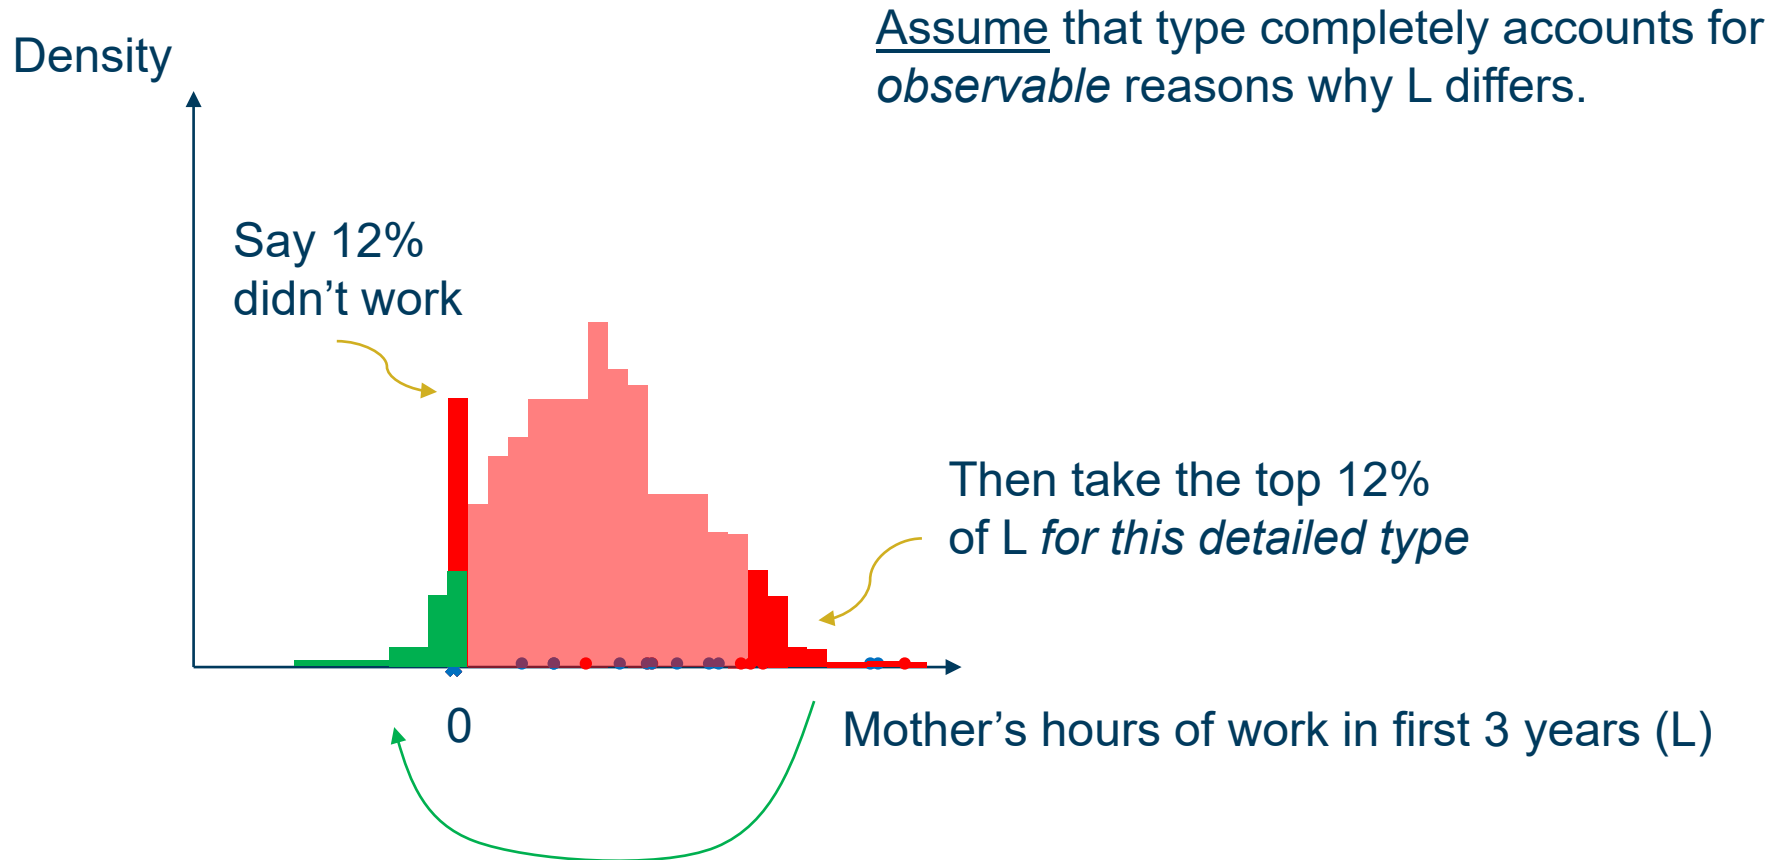 Assume that type completely accounts for
observable reasons why L differs.
Density
Say 12%
didn’t work
Then take the top 12%
of L for this detailed type
0
Mother’s hours of work in first 3 years (L)